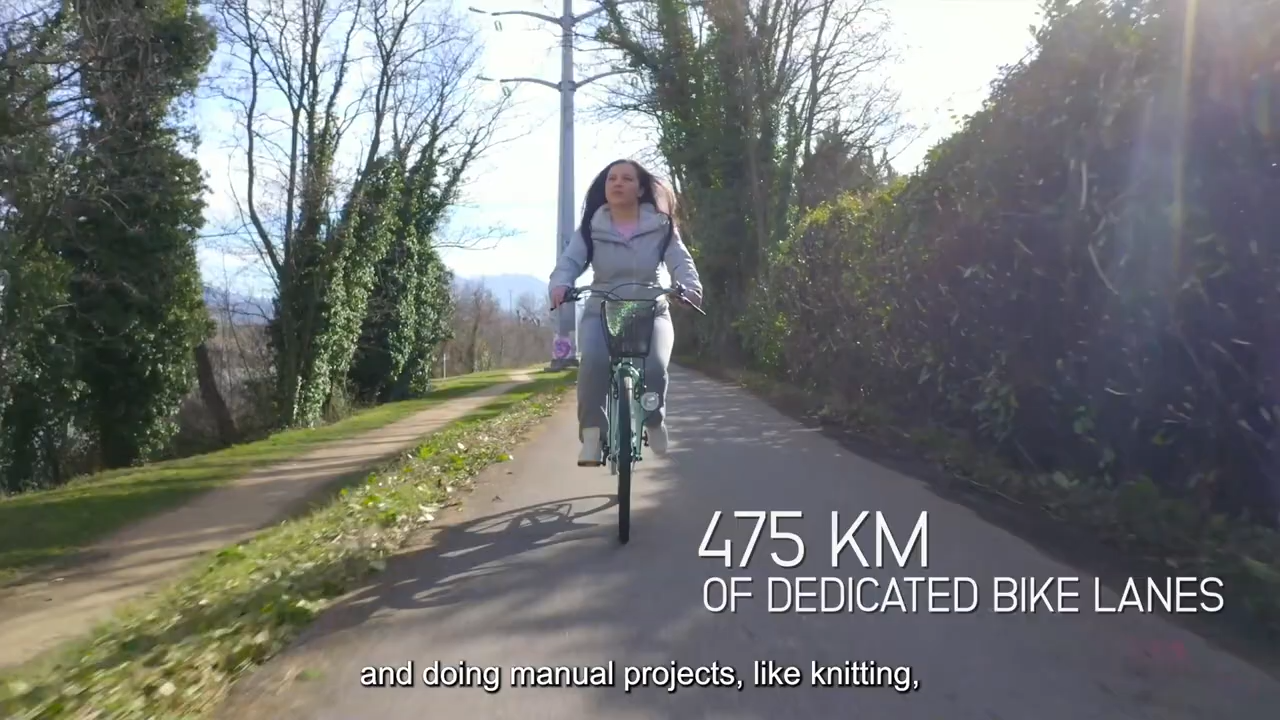 475 KM
OF DEDICATED BIKE LANES
and doing manual projects, like knitting,